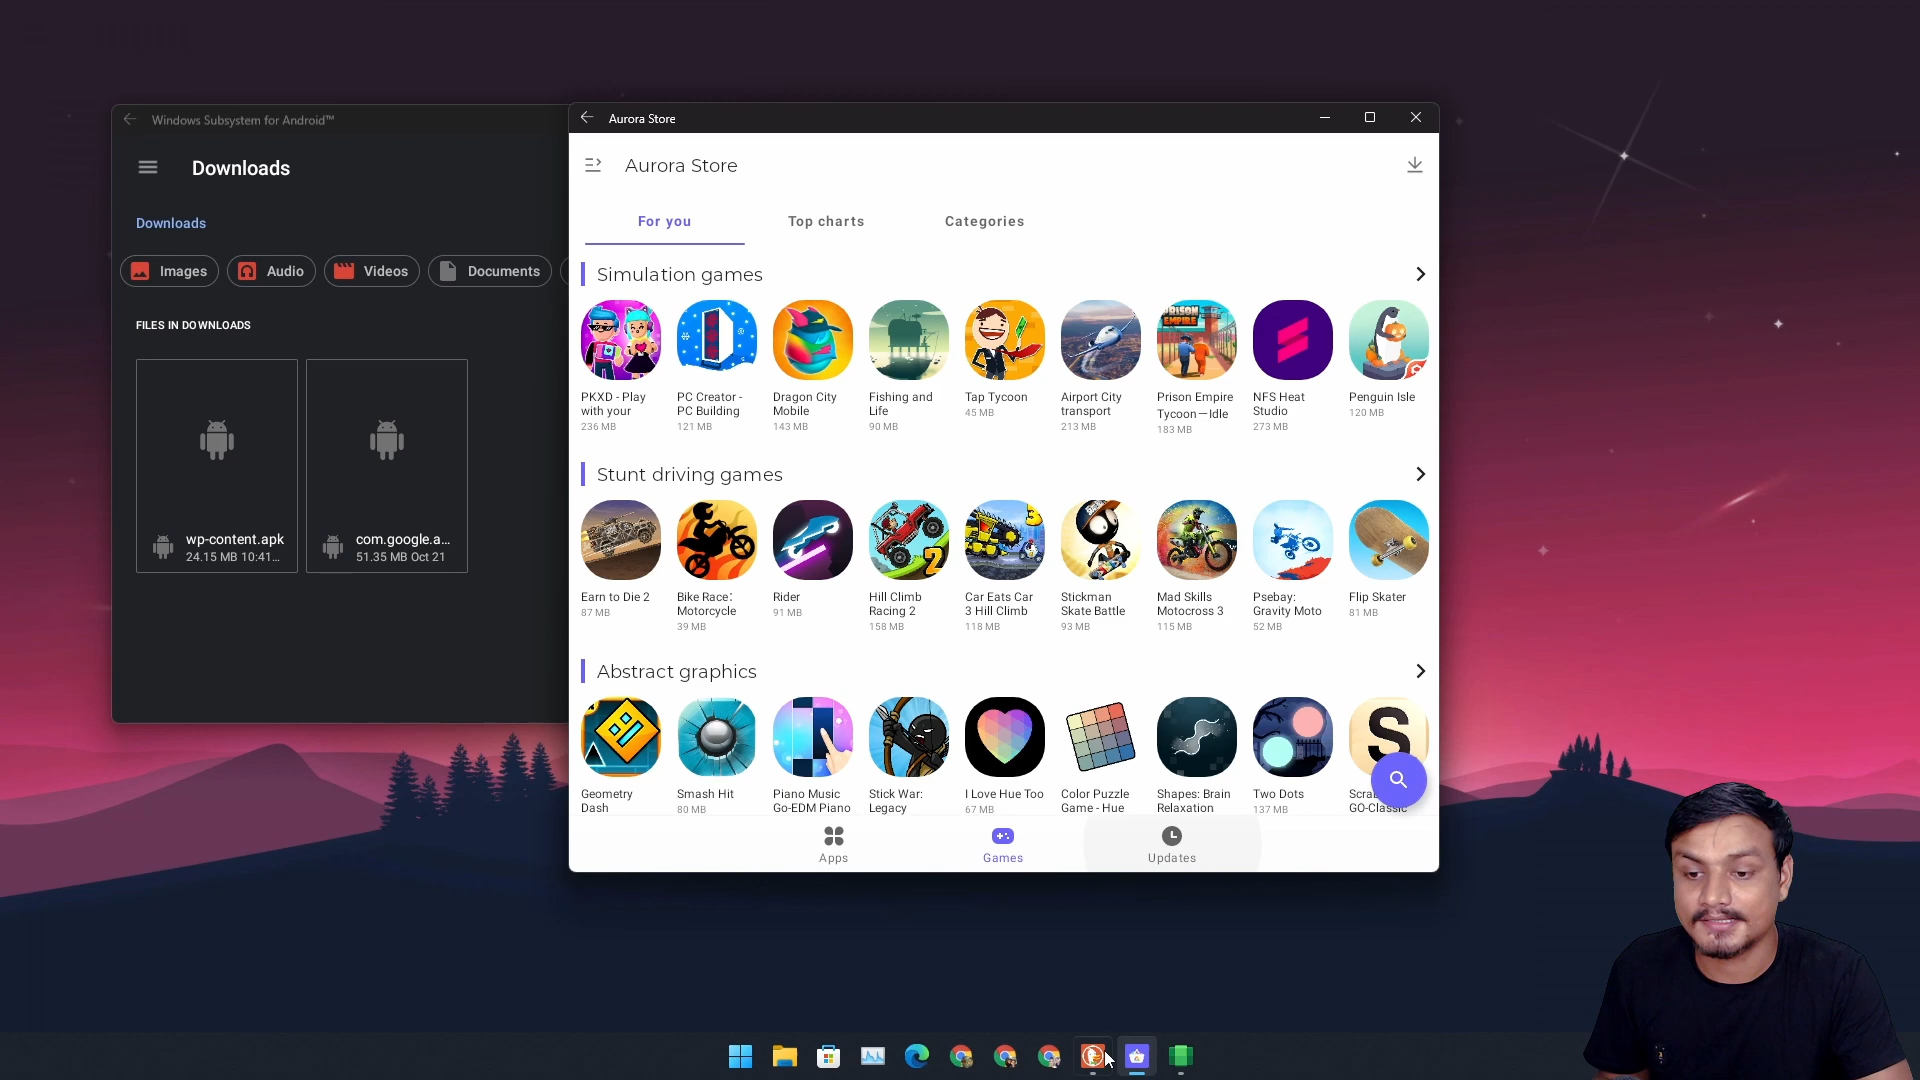 Windows Subsystem for Android™
Downloads
Downloads
Images
Audio
Videos
Documents
FILES IN DOWNLOADS
wp-content.apk
24.15 MB 10:41...
com.google.a...
51.35 MB Oct 21
Aurora Store
Aurora Store
For you
Top charts
Categories
Simulation games
PKXD - Play
with your
236 MB
PC Creator -
PC Building
121 MB
Dragon City
Mobile
143 MB
Fishing and
Life
90 MB
Tap Tycoon
45 MB
Airport City
transport
213 MB
PRISON
EMPIRE
Prison Empire
Tycoon－Idle
183 MB
NFS Heat
Studio
273 MB
Penguin Isle
120 MB
Stunt driving games
Earn to Die 2
87 MB
Bike Race：
Motorcycle
39 MB
Rider
91 MB
2
Hill Climb
Racing 2
158 MB
3
Car Eats Car
3 Hill Climb
118 MB
Stickman
Skate Battle
93 MB
Mad Skills
Motocross 3
115 MB
Psebay:
Gravity Moto
52 MB
Flip Skater
81 MB
Abstract graphics
Geometry
Dash
Smash Hit
80 MB
Piano Music
Go-EDM Piano
Stick War:
Legacy
I Love Hue Too
67 MB
Color Puzzle
Game - Hue
Shapes: Brain
Relaxation
Two Dots
137 MB
S
GO-Classic
Apps
Games
Updates